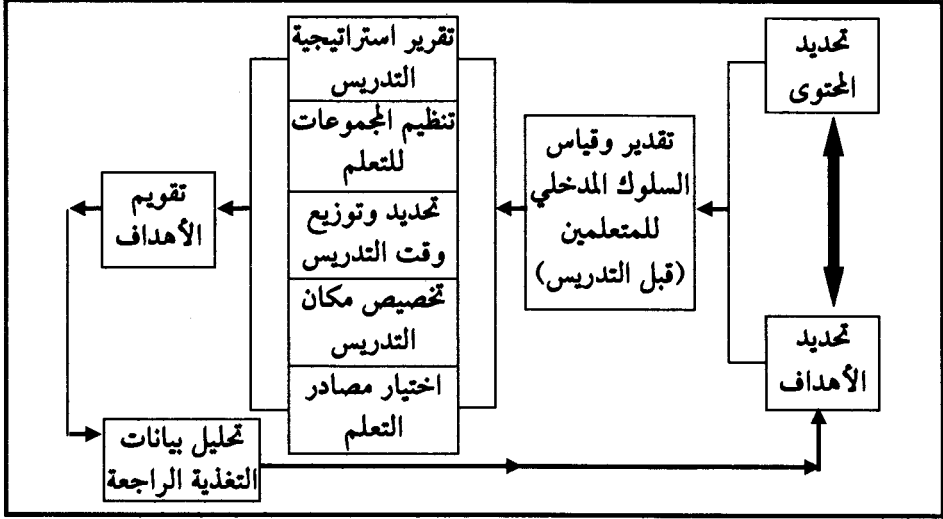 تحديد
المحتوى
تحديد
الأهداف
تقدير وقياس
السلوك المدخلي
للمتعلمين
(قبل التدريس)
تقرير استراتيجية
التدريس
تنظيم المجموعات
للتعلم
تحديد وتوزيع
وقت التدريس
تخصيص مكان
التدريس
اختيار مصادر
التعلم
تقويم
الأهداف
تحليل بيانات
التغذية الراجعة